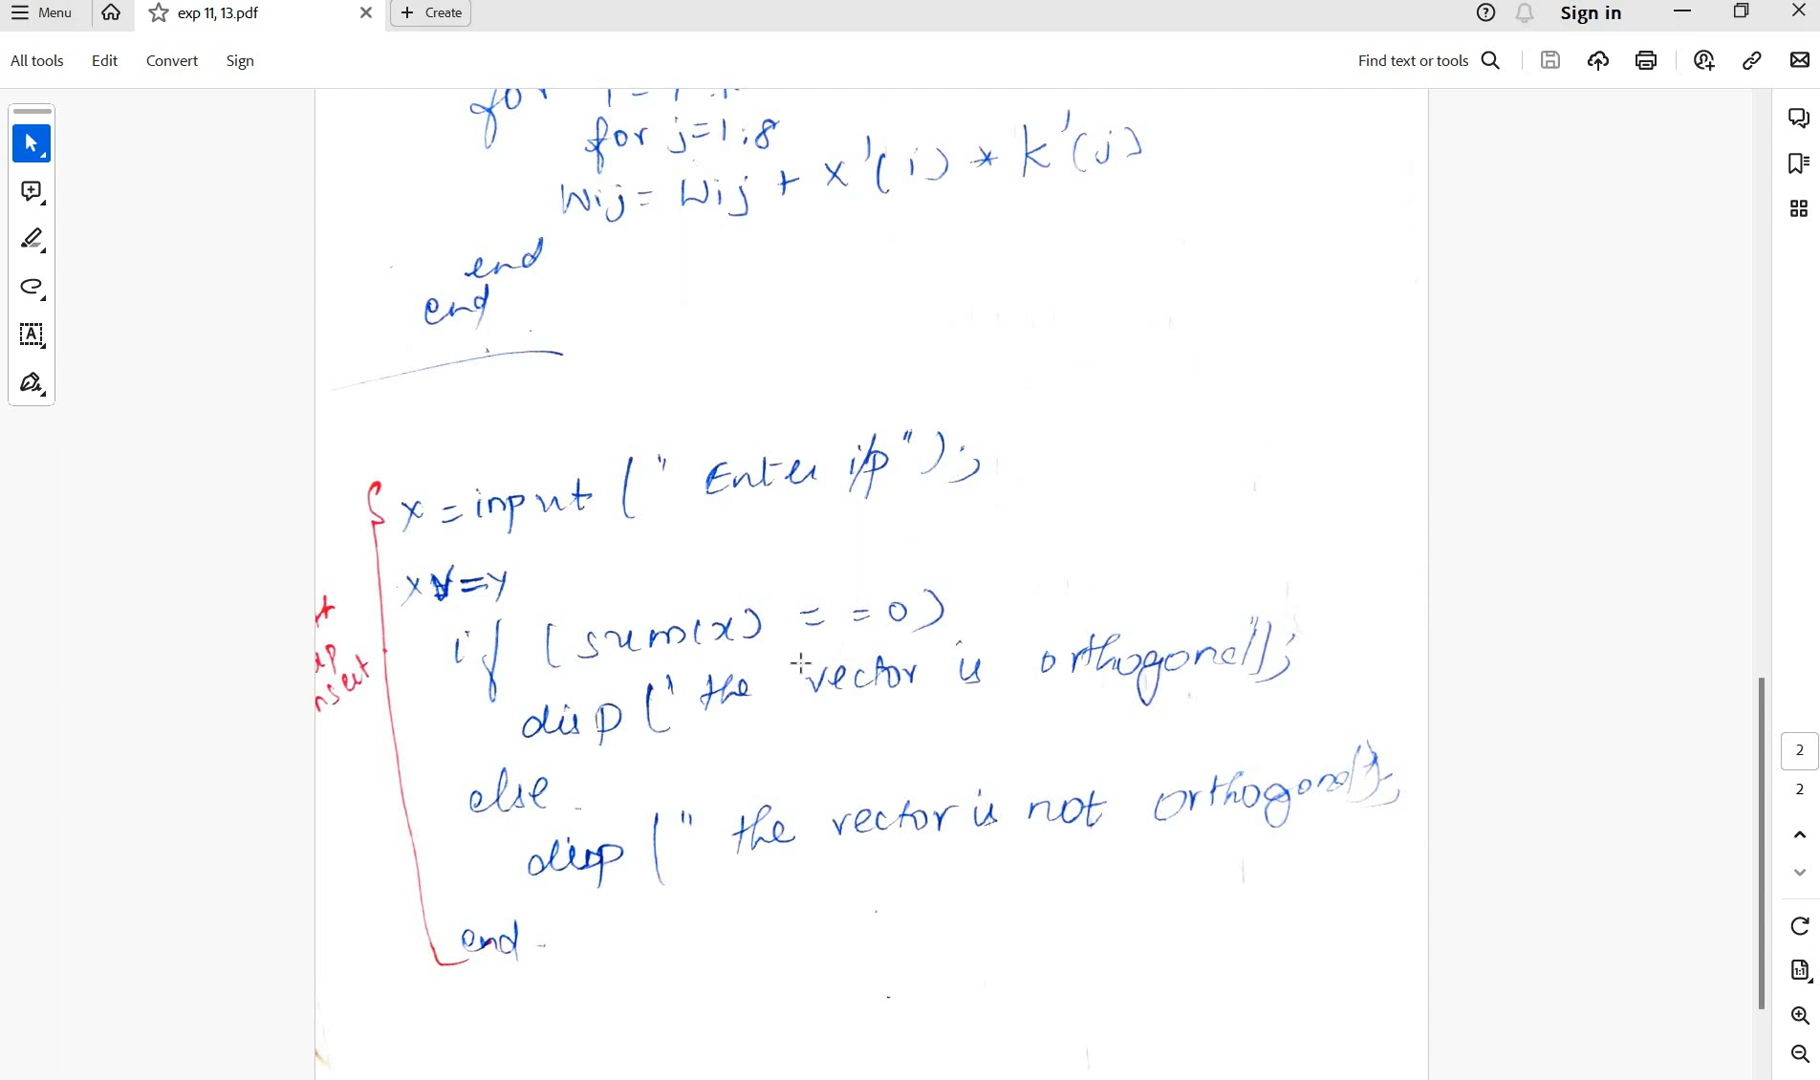 Menu
exp 11, 13.pdf
Create
Sign in
All tools
Edit
Convert
Sign
Find text or tools
for
for j=1:8
Wij = Wij + x'(i) * k'(j)
end
end
x = input (" Enter i/p");
=y
if (sum(x) = = 0)
disp (' the vector is orthogonal");
else
disp (" the vector is not orthogonal");
end
nsert
2
2